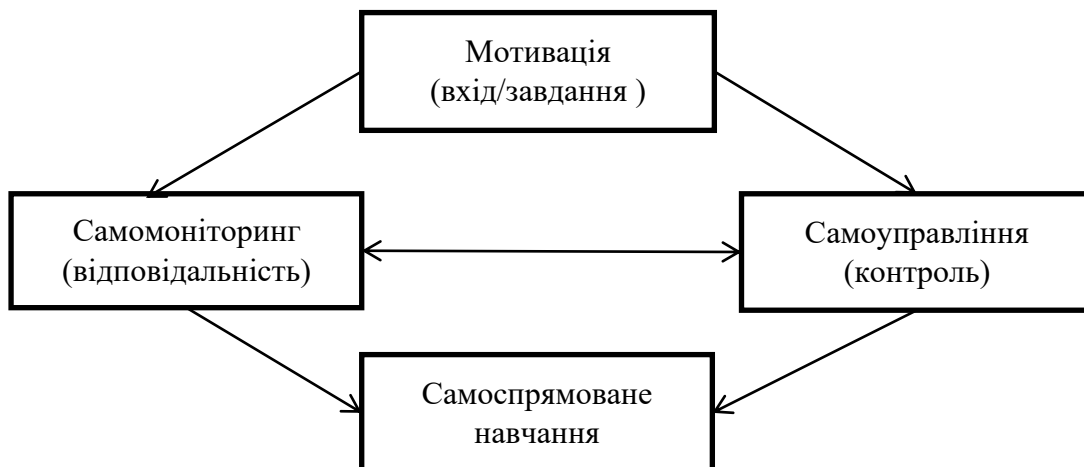 Мотивація
(вхід/завдання )
Самомоніторинг
(відповідальність)
Самоуправління
(контроль)
Самоспрямоване
навчання